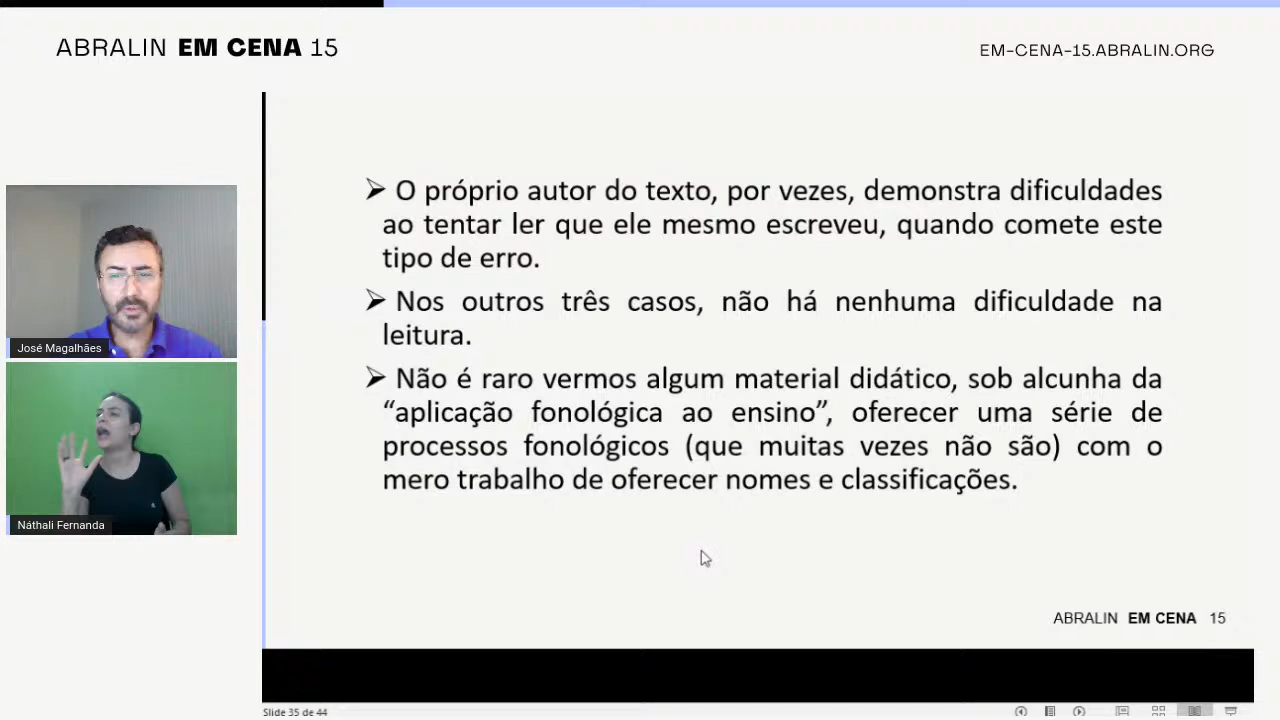 ABRALIN EM CENA 15
EM-CENA-15.ABRALIN.ORG
O próprio autor do texto, por vezes, demonstra dificuldades
ao tentar ler que ele mesmo escreveu, quando comete este
tipo de erro.
Nos outros três casos, não há nenhuma dificuldade na
leitura.
Não é raro vermos algum material didático, sob alcunha da
“aplicação fonológica ao ensino”, oferecer uma série de
processos fonológicos (que muitas vezes não são) com o
mero trabalho de oferecer nomes e classificações.
José Magalhães
Náthali Fernanda
ABRALIN EM CENA 15
Slide 35 de 44